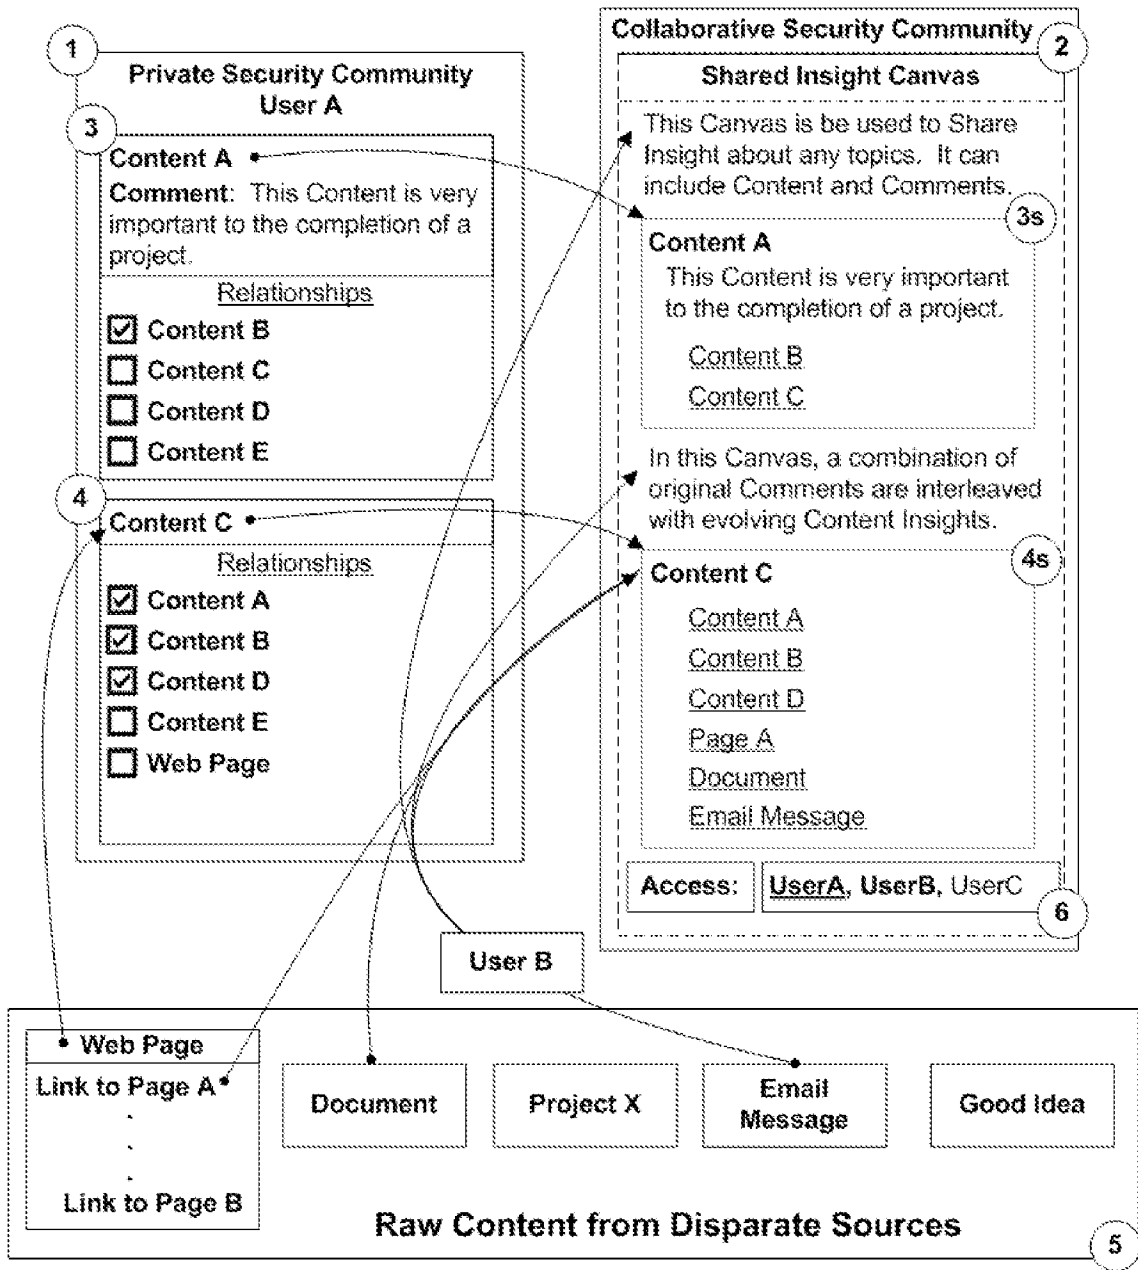 1
Private Security Community
User A
3
Content A
Comment: This Content is very
important to the completion of a
project.
Relationships
Content B
Content C
Content D
Content E
4
Content C
Relationships
Content A
Content B
Content D
Content E
Web Page
Collaborative Security Community
2
Shared Insight Canvas
This Canvas is be used to Share
Insight about any topics. It can
include Content and Comments.
3s
Content A
This Content is very important
to the completion of a project.
Content B
Content C
In this Canvas, a combination of
original Comments are interleaved
with evolving Content Insights.
4s
Content C
Content A
Content B
Content D
Page A
Document
Email Message
Access: UserA, UserB, UserC
6
User B
Web Page
Link to Page A
.
.
.
Link to Page B
Document
Project X
Email
Message
Good Idea
Raw Content from Disparate Sources
5